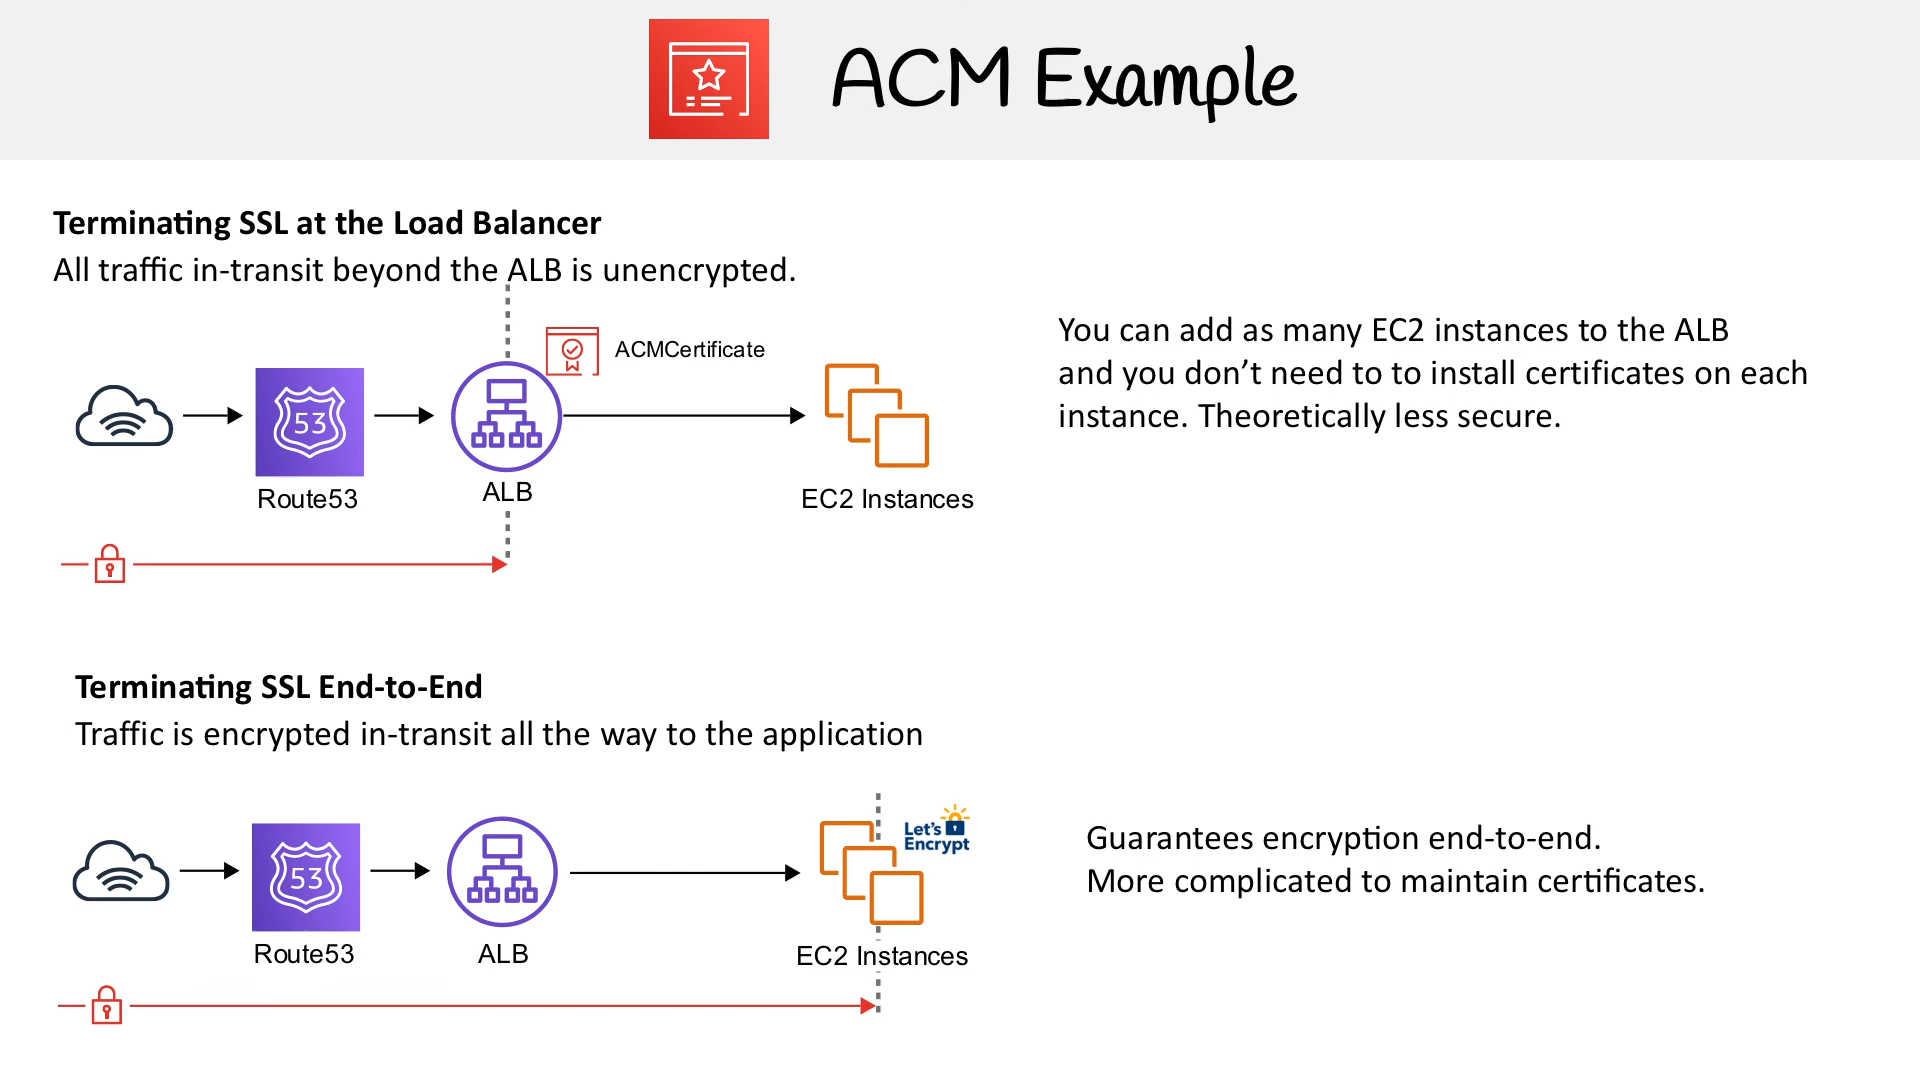 ACM Example
Terminating SSL at the Load Balancer
All traffic in-transit beyond the ALB is unencrypted.
ACMCertificate
53
Route53
ALB
EC2 Instances
You can add as many EC2 instances to the ALB
and you don't need to to install certificates on each
instance. Theoretically less secure.
Terminating SSL End-to-End
Traffic is encrypted in-transit all the way to the application
Let's
Encrypt
53
Route53
ALB
EC2 Instances
Guarantees encryption end-to-end.
More complicated to maintain certificates.